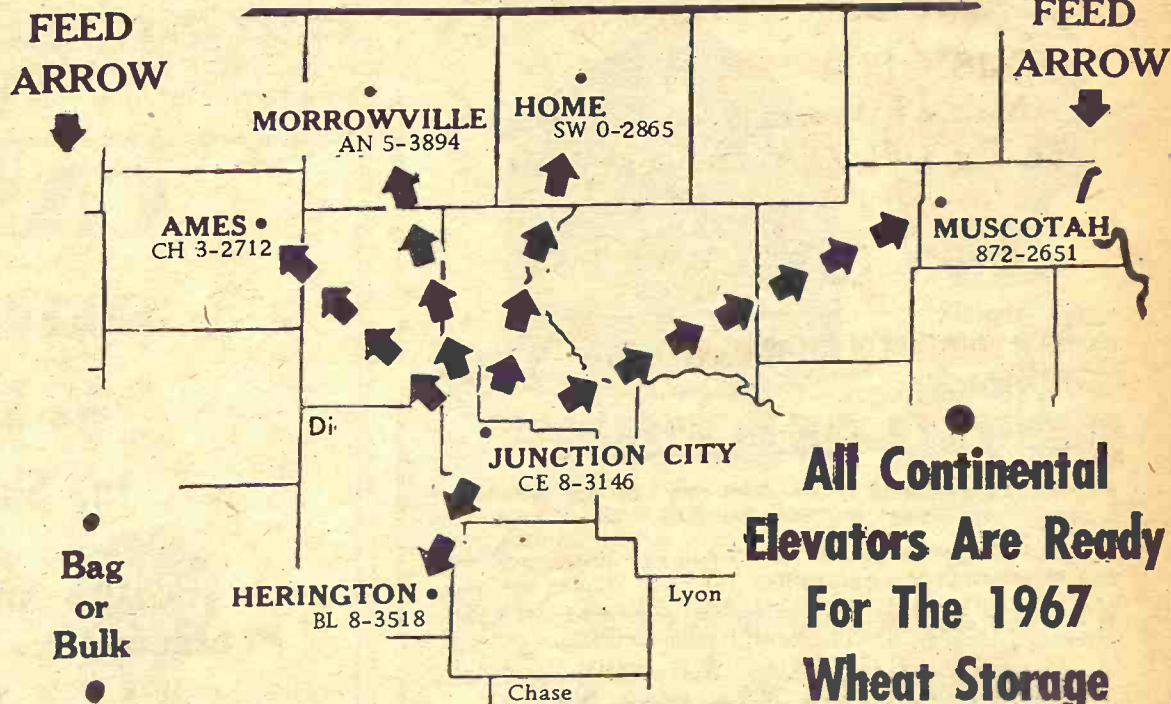 FEED
ARROW
FEED
ARROW
MORROWVILLE
AN 5-3894
HOME
SW 0-2865
AMES
CH 3-2712
MUSCOTAH
872-2651
Di
JUNCTION CITY
CE 8-3146
All Continental
Elevators Are Ready
For The 1967
Wheat Storage
Bag
or
Bulk
HERINGTON
BL 8-3518
Lyon
Chase